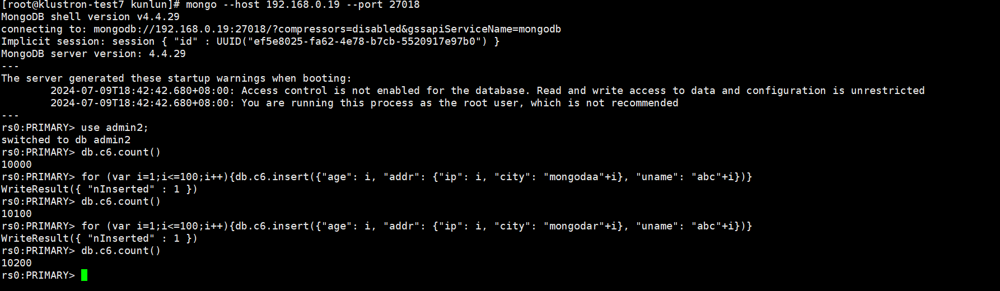 [root@klustron-test7 kunlun]# mongo --host 192.168.0.19 --port 27018
MongoDB shell version v4.4.29
connecting to: mongodb://192.168.0.19:27018/?compressors=disabled&gssapiServiceName=mongodb
Implicit session: session { "id" : UUID("ef5e8025-fa62-4e78-b7cb-5520917e97b0") }
MongoDB server version: 4.4.29
---
The server generated these startup warnings when booting:
        2024-07-09T18:42:42.680+08:00: Access control is not enabled for the database. Read and write access to data and configuration is unrestricted
        2024-07-09T18:42:42.680+08:00: You are running this process as the root user, which is not recommended
---
rs0:PRIMARY> use admin2;
switched to db admin2
rs0:PRIMARY> db.c6.count()
10000
rs0:PRIMARY> for (var i=1;i<=100;i++){db.c6.insert({"age": i, "addr": {"ip": i, "city": "mongodaa"+i}, "uname": "abc"+i})}
WriteResult({ "nInserted" : 1 })
rs0:PRIMARY> db.c6.count()
10100
rs0:PRIMARY> for (var i=1;i<=100;i++){db.c6.insert({"age": i, "addr": {"ip": i, "city": "mongodar"+i}, "uname": "abc"+i})}
WriteResult({ "nInserted" : 1 })
rs0:PRIMARY> db.c6.count()
10200
rs0:PRIMARY>